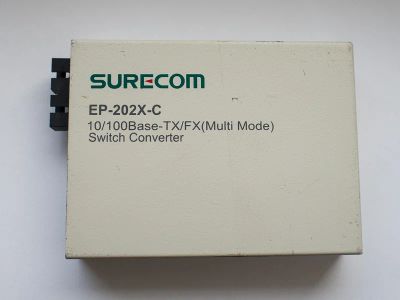 SURECOM
EP-202X-C
10/100Base-TX/FX(Multi Mode)
Switch Converter